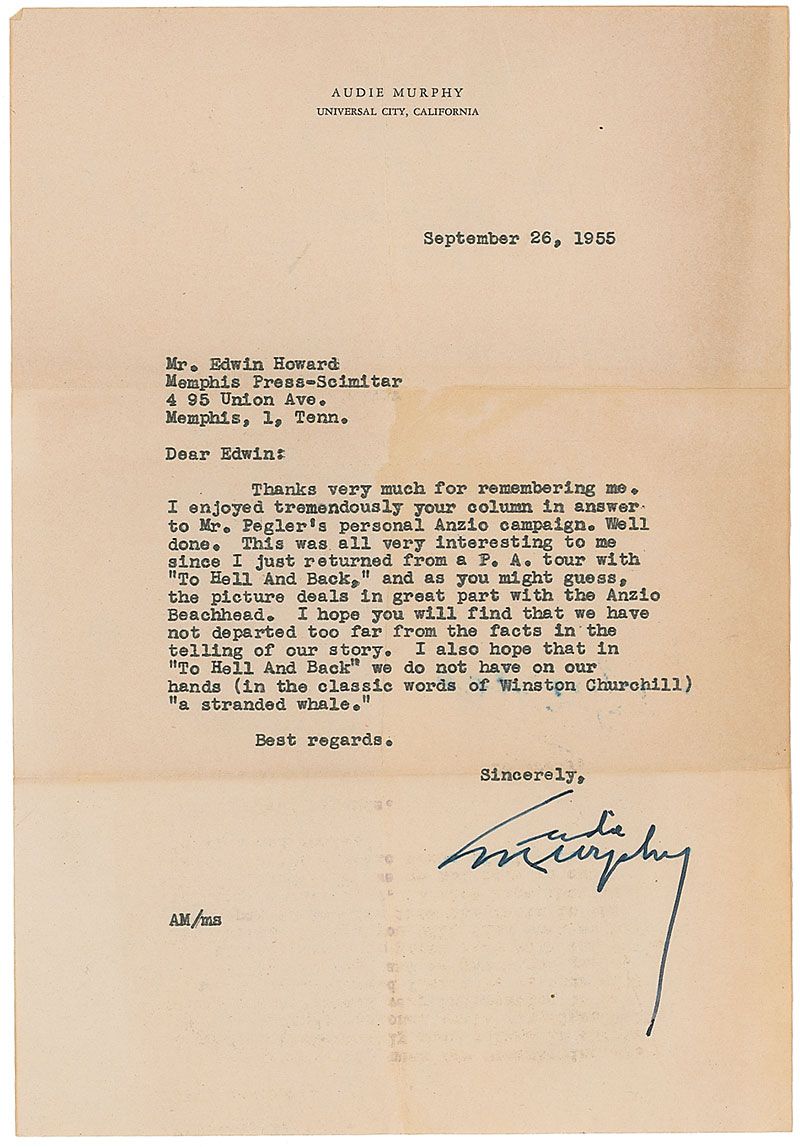 AUDIE MURPHY
UNIVERSAL CITY, CALIFORNIA
September 26, 1955
Mr. Edwin Howard
Memphis Press-Scimitar
4 95 Union Ave.
Memphis, 1, Tenn.
Dear Edwin:
Thanks very much for remembering me.
I enjoyed tremendously your column in answer
to Mr. Pegler's personal Anzio campaign. Well
done. This was all very interesting to me
since I just returned from a P. A. tour with
"To Hell And Back," and as you might guess,
the picture deals in great part with the Anzio
Beachhead. I hope you will find that we have
not departed too far from the facts in the
telling of our story. I also hope that in
"To Hell And Back" we do not have on our
hands (in the classic words of Winston Churchill)
"a stranded whale."
Best regards.
Sincerely,
Audie
Murphy
AM/ms